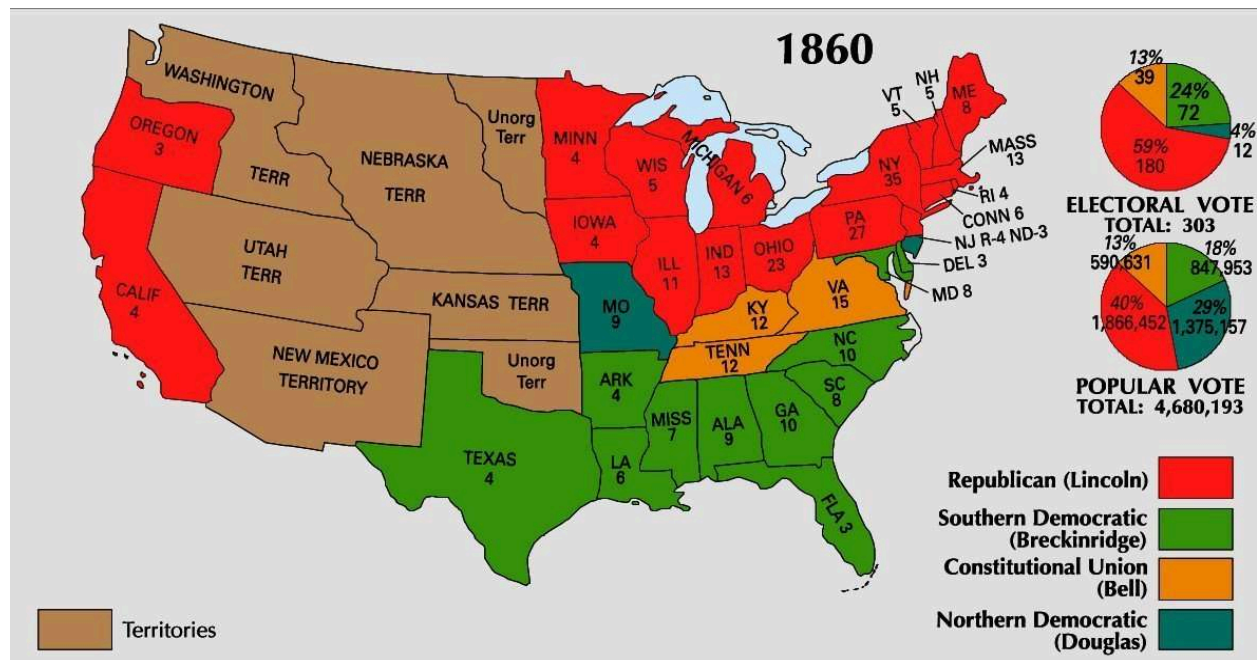 1860
WASHINGTON
TERR
OREGON
3
CALIF
4
NEBRASKA
TERR
Unorg
Terr
UTAH
TERR
KANSAS TERR
NEW MEXICO
TERRITORY
Unorg
Terr
TEXAS
4
MINN
4
WIS
5
MICHIGAN 6
IOWA
4
ILL
11
IND
13
OHIO
23
MO
9
KY
12
TENN
12
VA
15
ARK
4
LA
6
MISS
7
ALA
9
GA
10
FLA 3
SC
8
NC
10
PA
27
NY
35
VT
5
NH
5
ME
8
MASS
13
RI 4
CONN 6
NJ R-4 ND-3
DEL 3
MD 8
13%
39
24%
72
4%
12
59%
180
ELECTORAL VOTE
TOTAL: 303
13%
590,631
18%
847,953
40%
1,866,452
29%
1,375,157
POPULAR VOTE
TOTAL: 4,680,193
Republican (Lincoln)
Southern Democratic
(Breckinridge)
Constitutional Union
(Bell)
Northern Democratic
(Douglas)
Territories